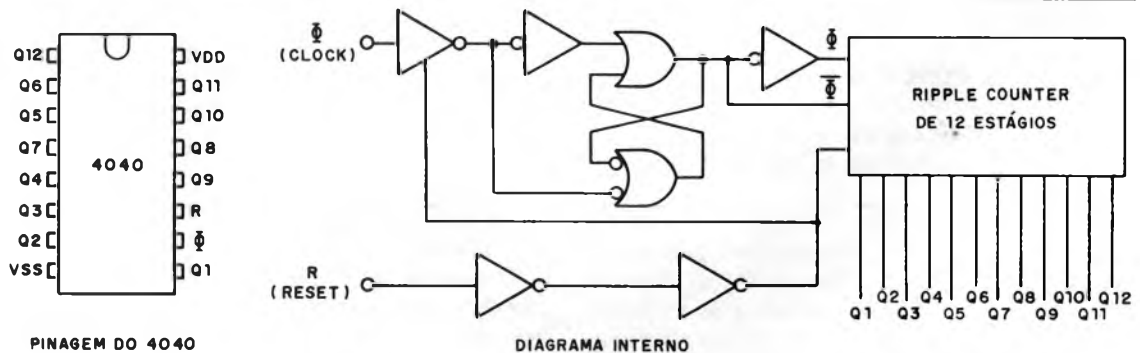 Q12 VDD
Q6 Q11
Q5 Q10
Q7 Q8
4040
Q4 Q9
Q3 R
Q2 Φ
VSS Q1
PINAGEM DO 4040
Φ
(CLOCK)
R
(RESET)
Φ
Φ̅
RIPPLE COUNTER
DE 12 ESTÁGIOS
Q1 Q2 Q3 Q4 Q5 Q6 Q7 Q8 Q9 Q10 Q11 Q12
DIAGRAMA INTERNO